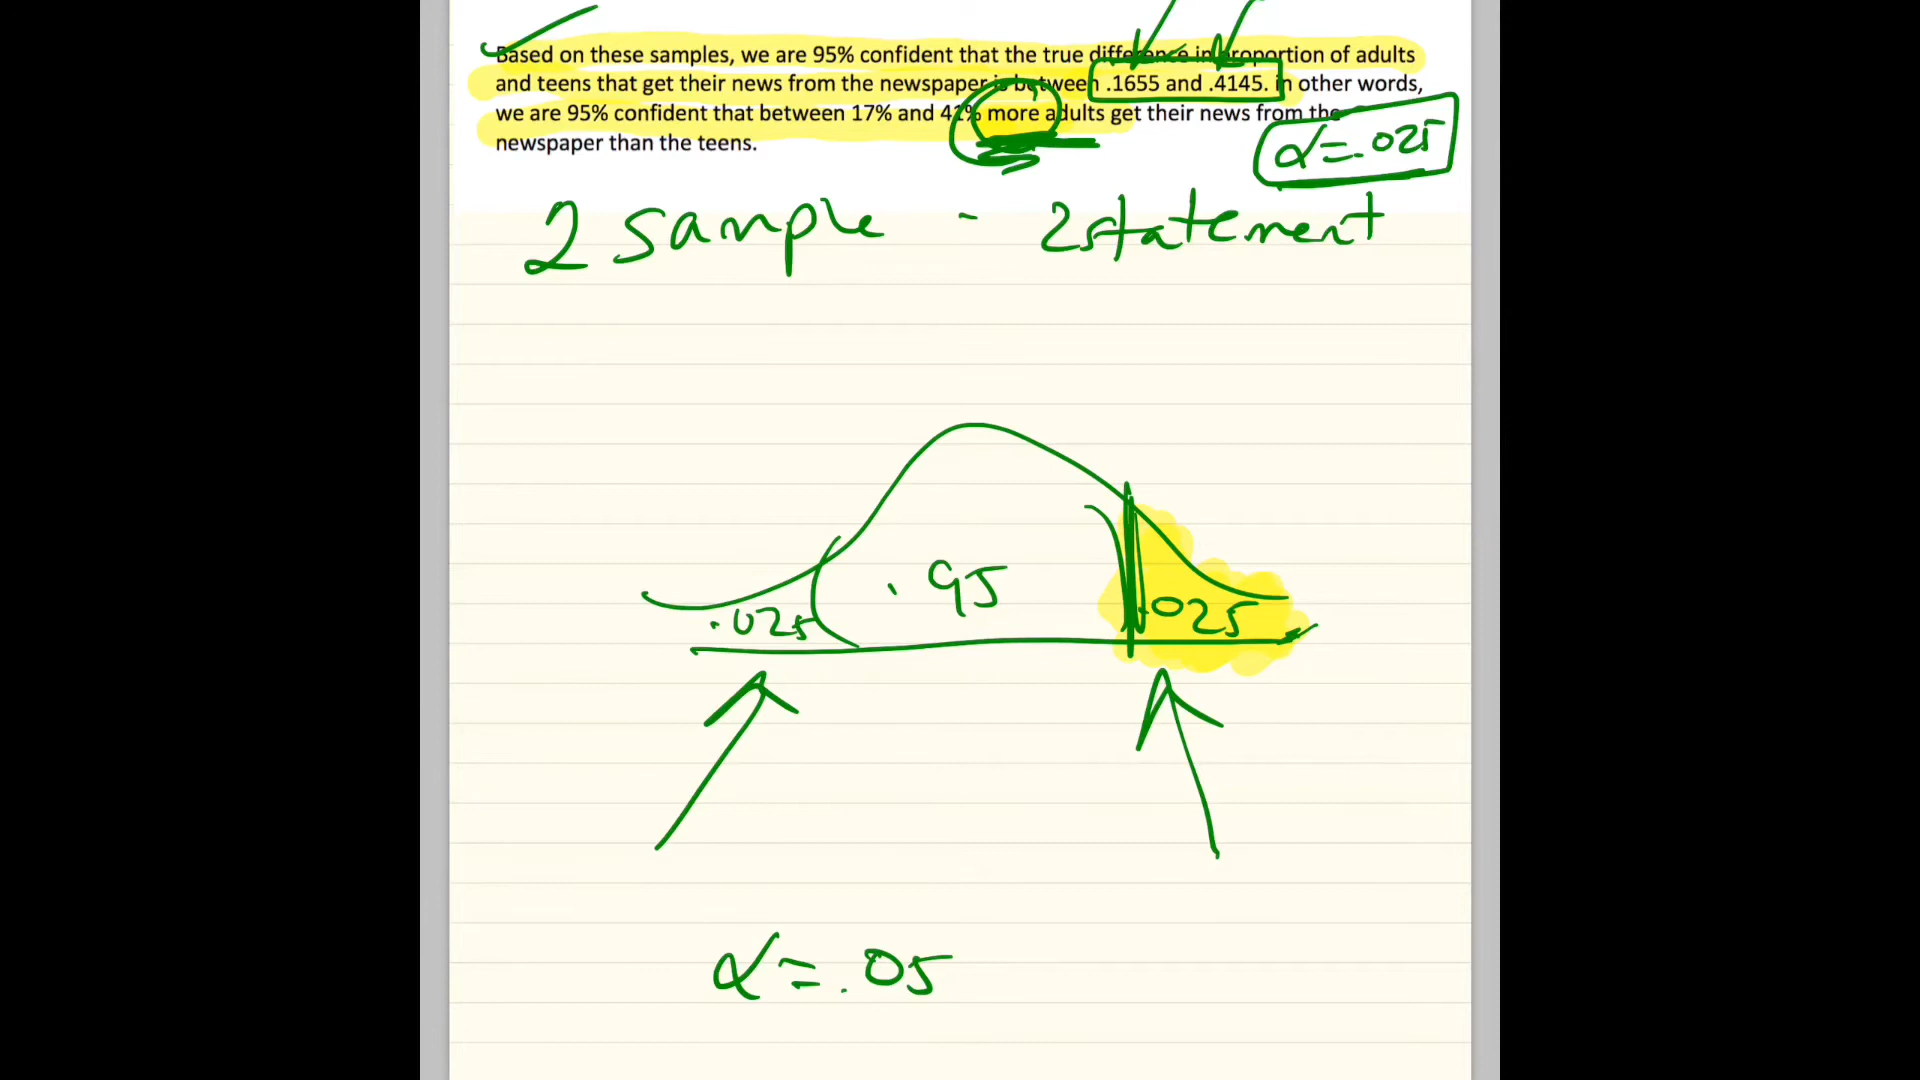 Based on these samples, we are 95% confident that the true difference in proportion of adults
and teens that get their news from the newspaper is between .1655 and .4145. in other words,
we are 95% confident that between 17% and 41% more adults get their news from the
newspaper than the teens.
α=.025
2 sample - 2 statement
.95
.025
.025
α=.05